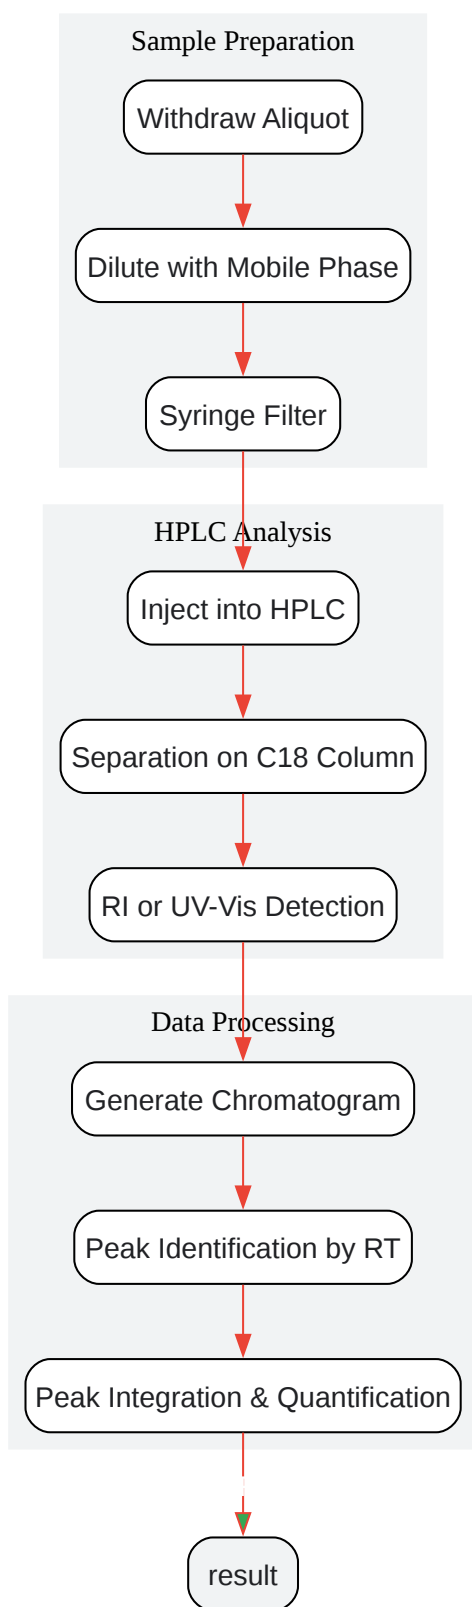 Sample Preparation
Withdraw Aliquot
Dilute with Mobile Phase
Syringe Filter
HPLC Analysis
Inject into HPLC
Separation on C18 Column
RI or UV-Vis Detection
Data Processing
Generate Chromatogram
Peak Identification by RT
Peak Integration & Quantification
result